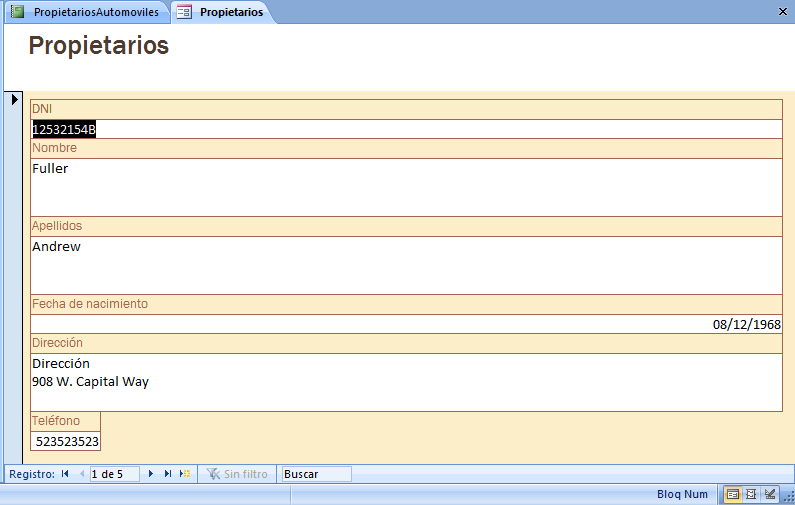 PropietariosAutomoviles
Propietarios
Propietarios
DNI
12532154B
Nombre
Fuller
Apellidos
Andrew
Fecha de nacimiento
08/12/1968
Dirección
Dirección
908 W. Capital Way
Teléfono
523523523
Registro: 1 de 5 Sin filtro Buscar
Bloq Num